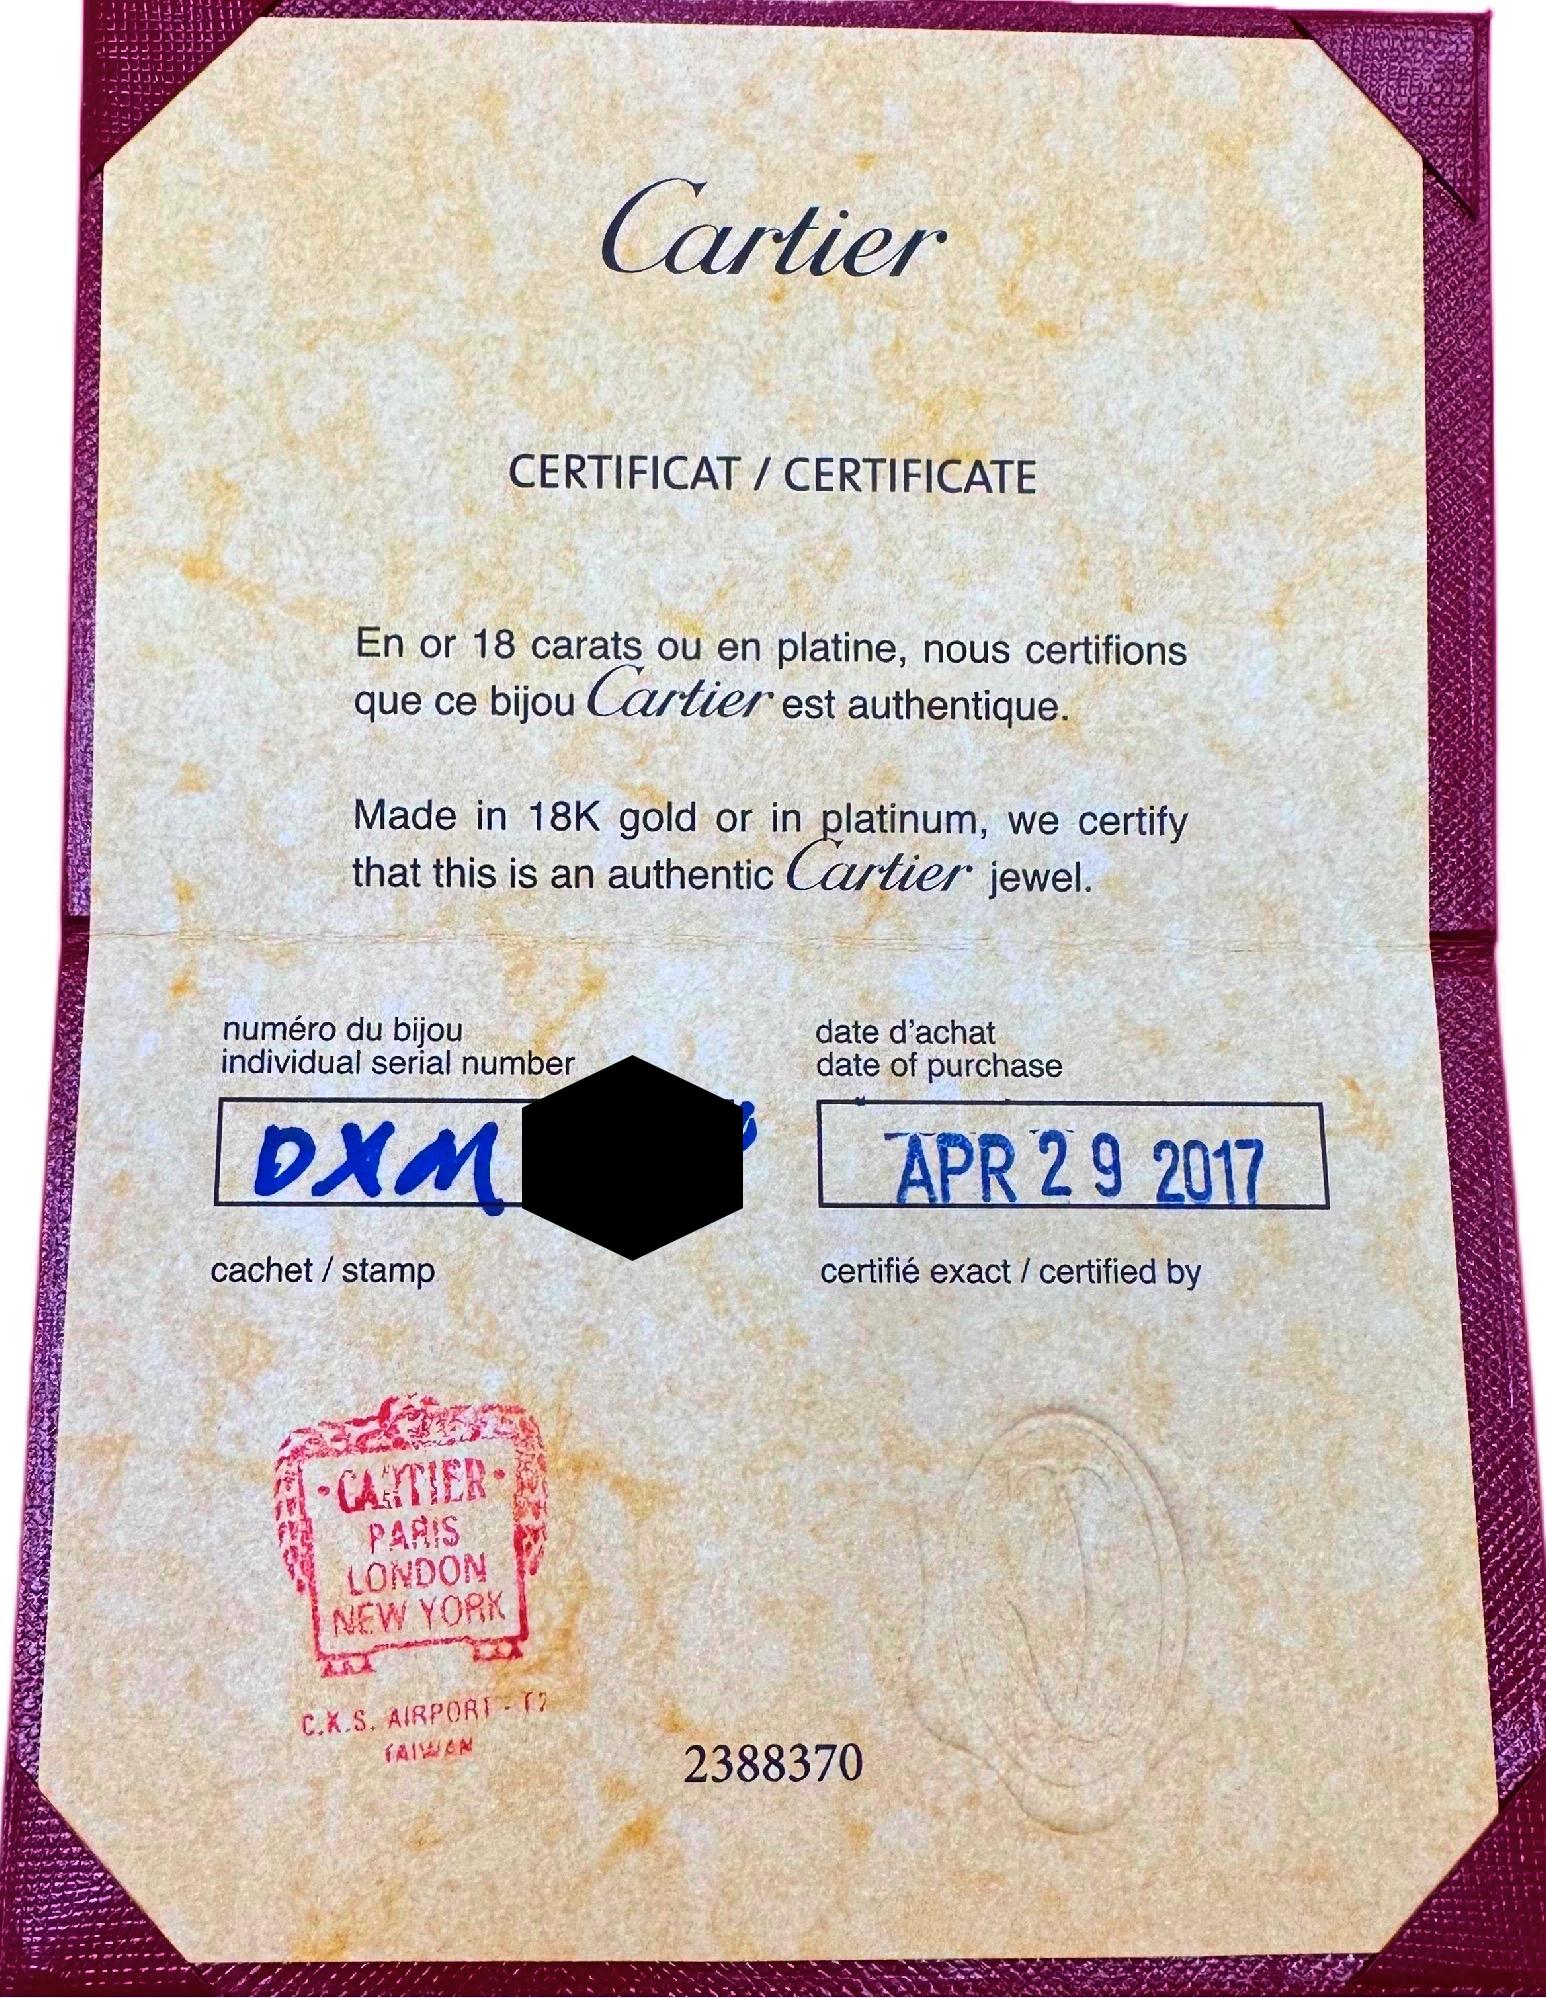 Cartier
CERTIFICAT / CERTIFICATE
En or 18 carats ou en platine, nous certifions
que ce bijou Cartier est authentique.
Made in 18K gold or in platinum, we certify
that this is an authentic Cartier jewel.
numéro du bijou
individual serial number
DXM
date d'achat
date of purchase
APR 29 2017
cachet / stamp
certifié exact / certified by
·CARTIER·
PARIS
LONDON
NEW YORK
C.K.S. AIRPORT - T2
TAIWAN
2388370